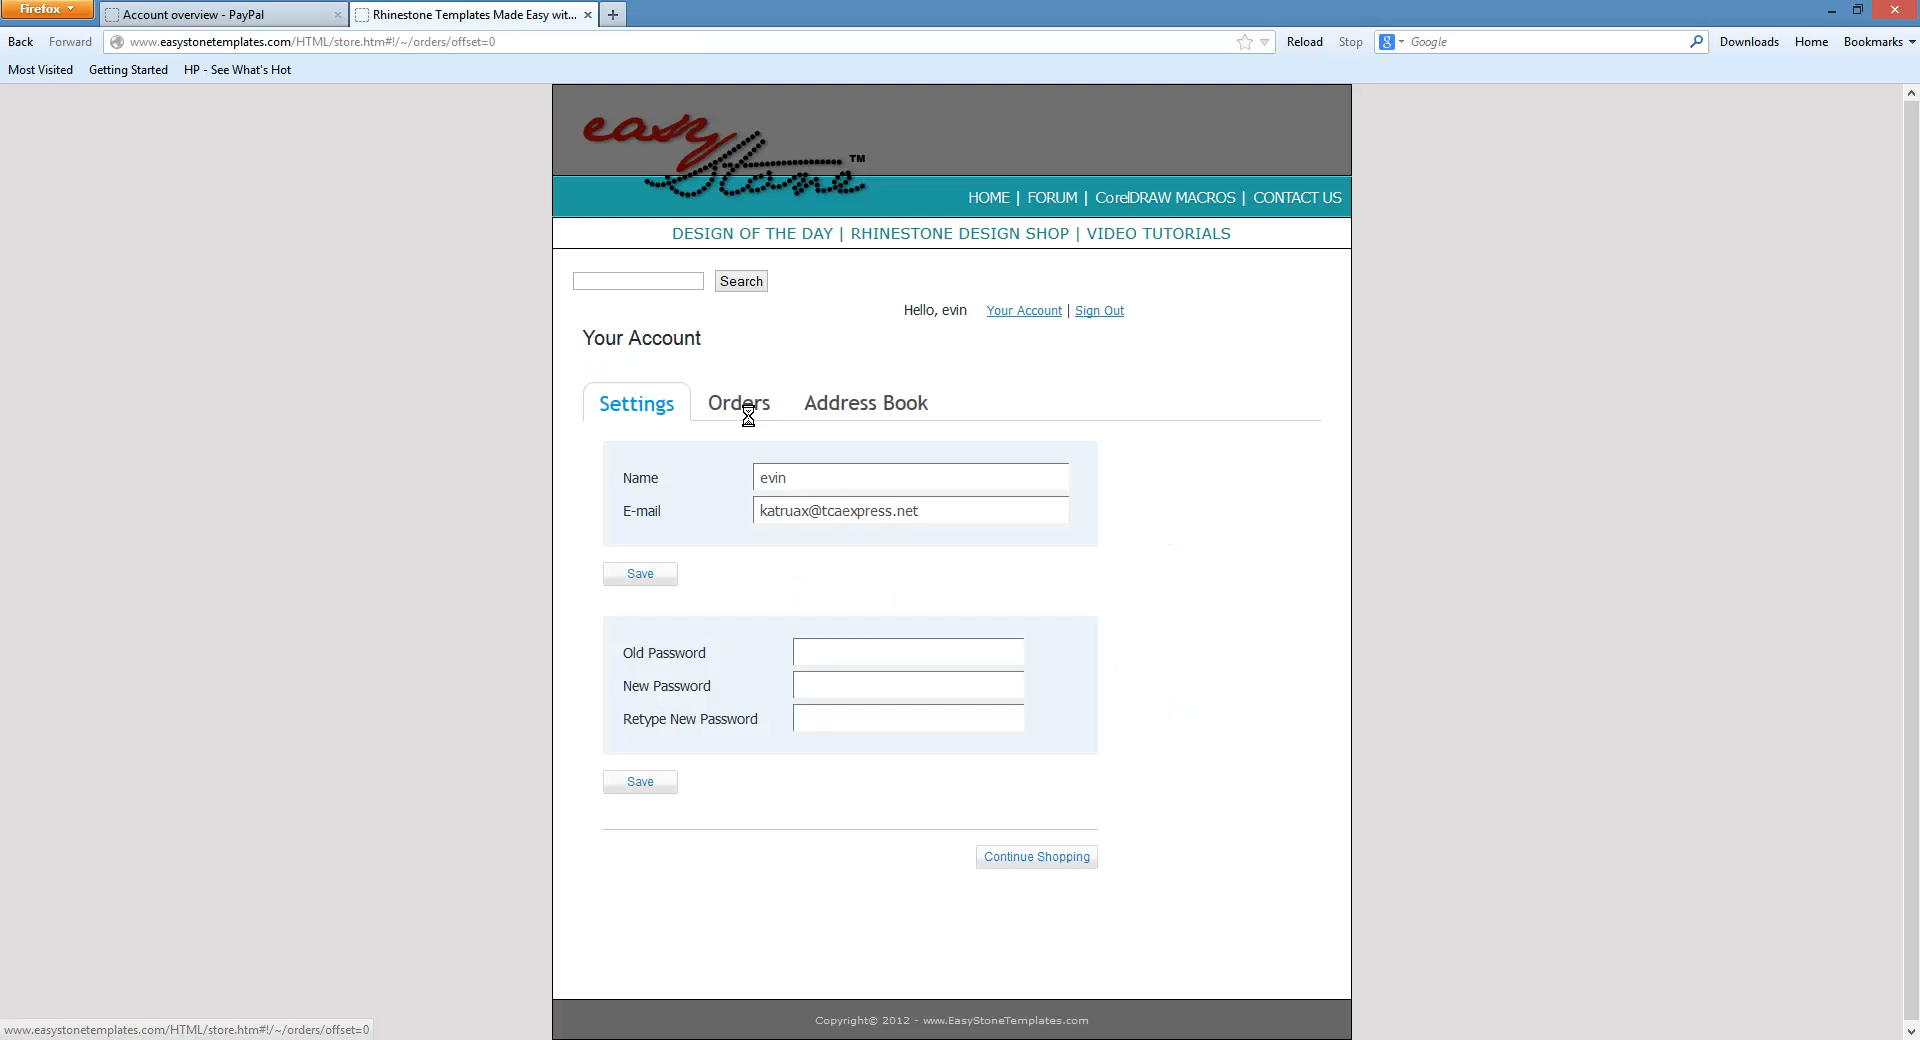 Firefox
Account overview - PayPal
Rhinestone Templates Made Easy wit...
Back
Forward
www.easystonetemplates.com/HTML/store.htm#!/~/orders/offset=0
Reload
Stop
Google
Downloads
Home
Bookmarks
Most Visited
Getting Started
HP - See What's Hot
easy
Stone™
HOME | FORUM | CorelDRAW MACROS | CONTACT US
DESIGN OF THE DAY | RHINESTONE DESIGN SHOP | VIDEO TUTORIALS
Search
Hello, evin Your Account | Sign Out
Your Account
Settings
Orders
Address Book
Name
evin
E-mail
katruax@tcaexpress.net
Save
Old Password
New Password
Retype New Password
Save
Continue Shopping
Copyright© 2012 - www.EasyStoneTemplates.com
www.easystonetemplates.com/HTML/store.htm#!/~/orders/offset=0